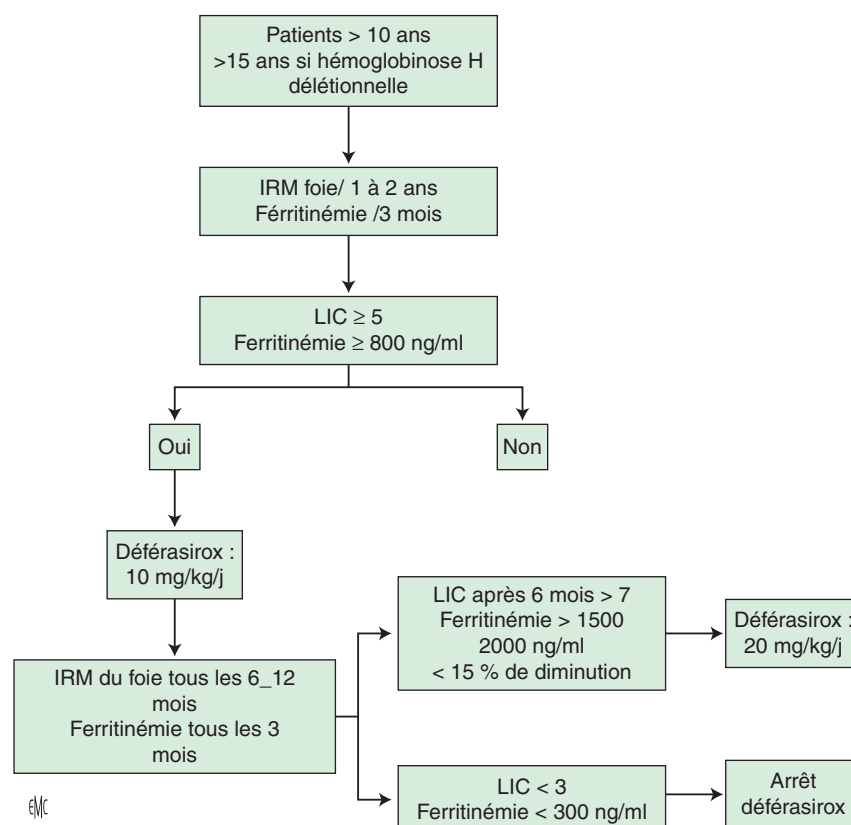 Patients > 10 ans
>15 ans si hémoglobinose H
délétionnelle
IRM foie/ 1 à 2 ans
Férritinémie /3 mois
LIC ≥ 5
Ferritinémie ≥ 800 ng/ml
Oui
Non
Déférasirox :
10 mg/kg/j
IRM du foie tous les 6_12
mois
Ferritinémie tous les 3
mois
LIC après 6 mois > 7
Ferritinémie > 1500
2000 ng/ml
< 15 % de diminution
Déférasirox :
20 mg/kg/j
LIC < 3
Ferritinémie < 300 ng/ml
Arrêt
déférasirox
EMC